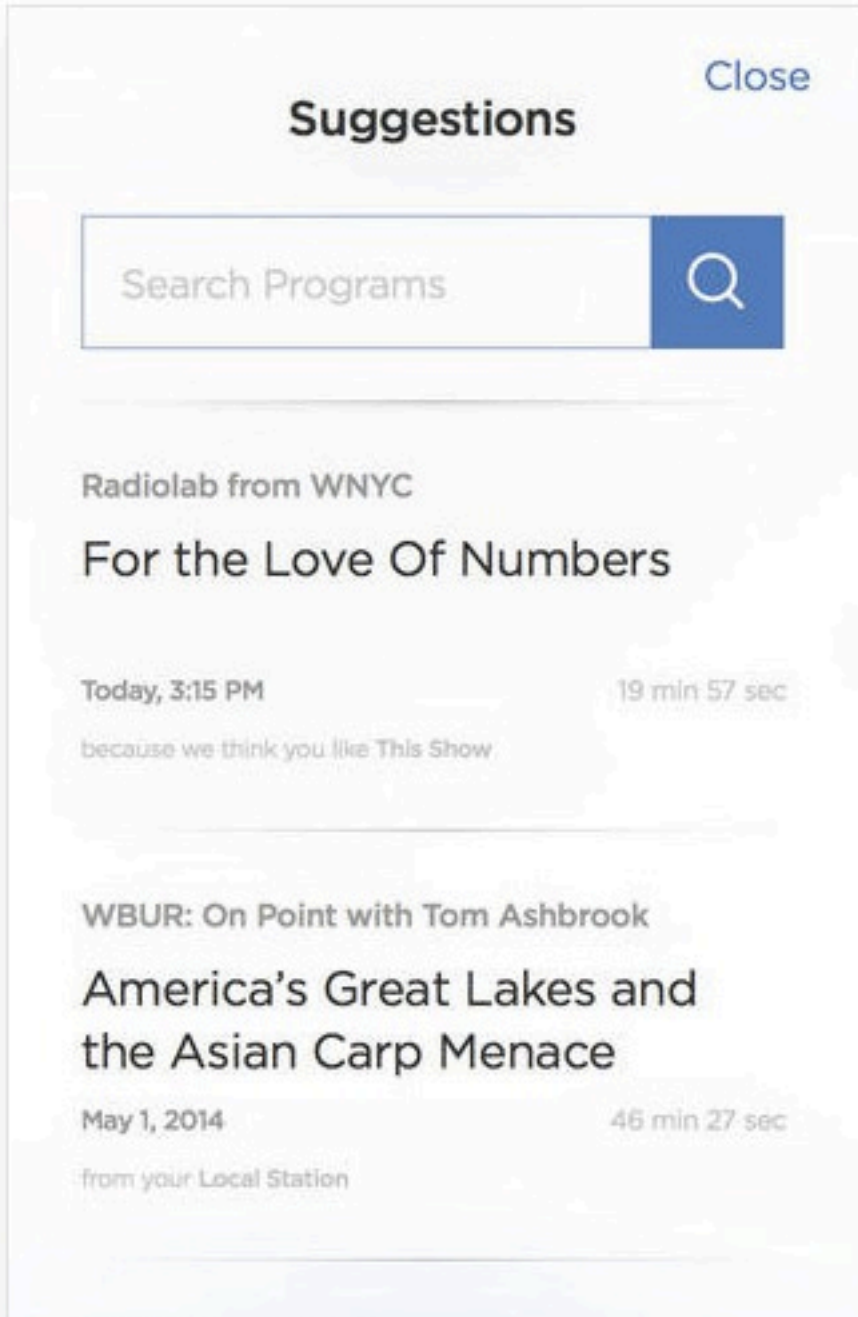 Close
Suggestions
Search Programs
Radiolab from WNYC
For the Love Of Numbers
Today, 3:15 PM
19 min 57 sec
because we think you like This Show
WBUR: On Point with Tom Ashbrook
America’s Great Lakes and
the Asian Carp Menace
May 1, 2014
46 min 27 sec
from your Local Station